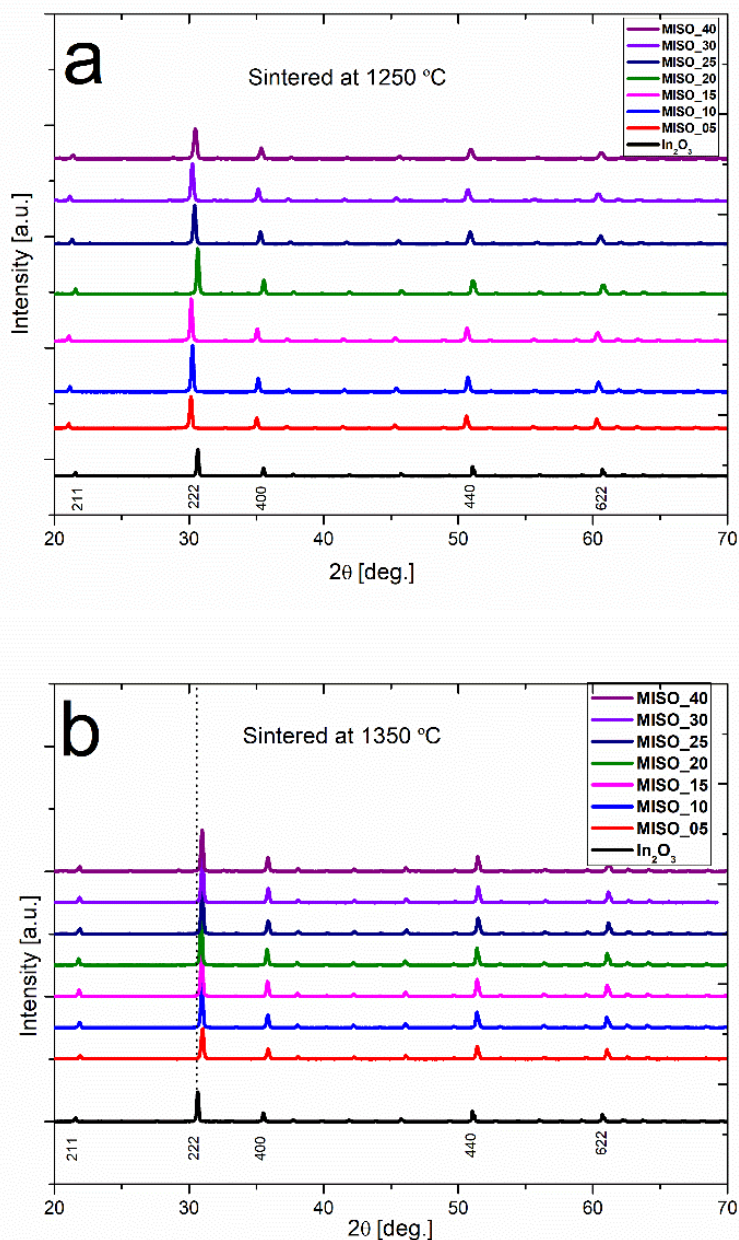 a
Sintered at 1250 ºC
MISO_40
MISO_30
MISO_25
MISO_20
MISO_15
MISO_10
MISO_05
In₂O₃
Intensity [a.u.]
211
222
400
440
622
20 30 40 50 60 70
2θ [deg.]
b
Sintered at 1350 ºC
MISO_40
MISO_30
MISO_25
MISO_20
MISO_15
MISO_10
MISO_05
In₂O₃
Intensity [a.u.]
211
222
400
440
622
20 30 40 50 60 70
2θ [deg.]